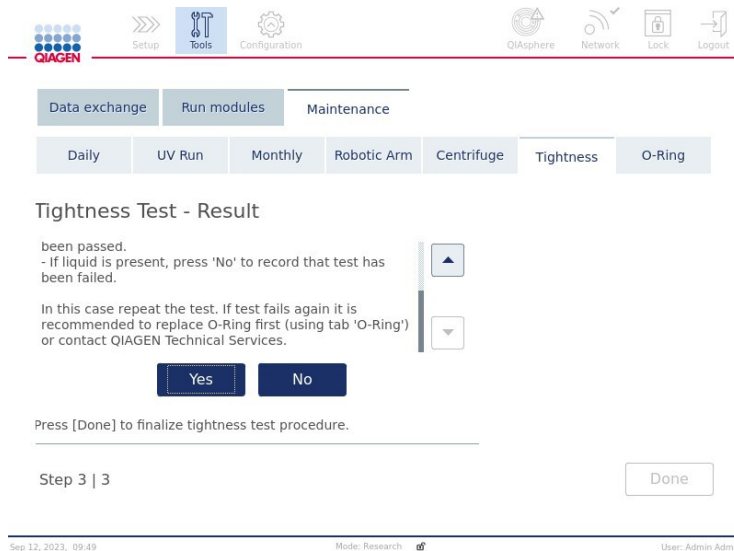 Setup
Tools
Configuration
QIAsphere
Network
Lock
Logout
QIAGEN
Data exchange
Run modules
Maintenance
Daily
UV Run
Monthly
Robotic Arm
Centrifuge
Tightness
O-Ring
Tightness Test - Result
been passed.
- If liquid is present, press 'No' to record that test has
been failed.
In this case repeat the test. If test fails again it is
recommended to replace O-Ring first (using tab 'O-Ring')
or contact QIAGEN Technical Services.
Yes
No
Press [Done] to finalize tightness test procedure.
Step 3 | 3
Done
Sep 12, 2023, 09:49
Mode: Research
User: Admin Adm